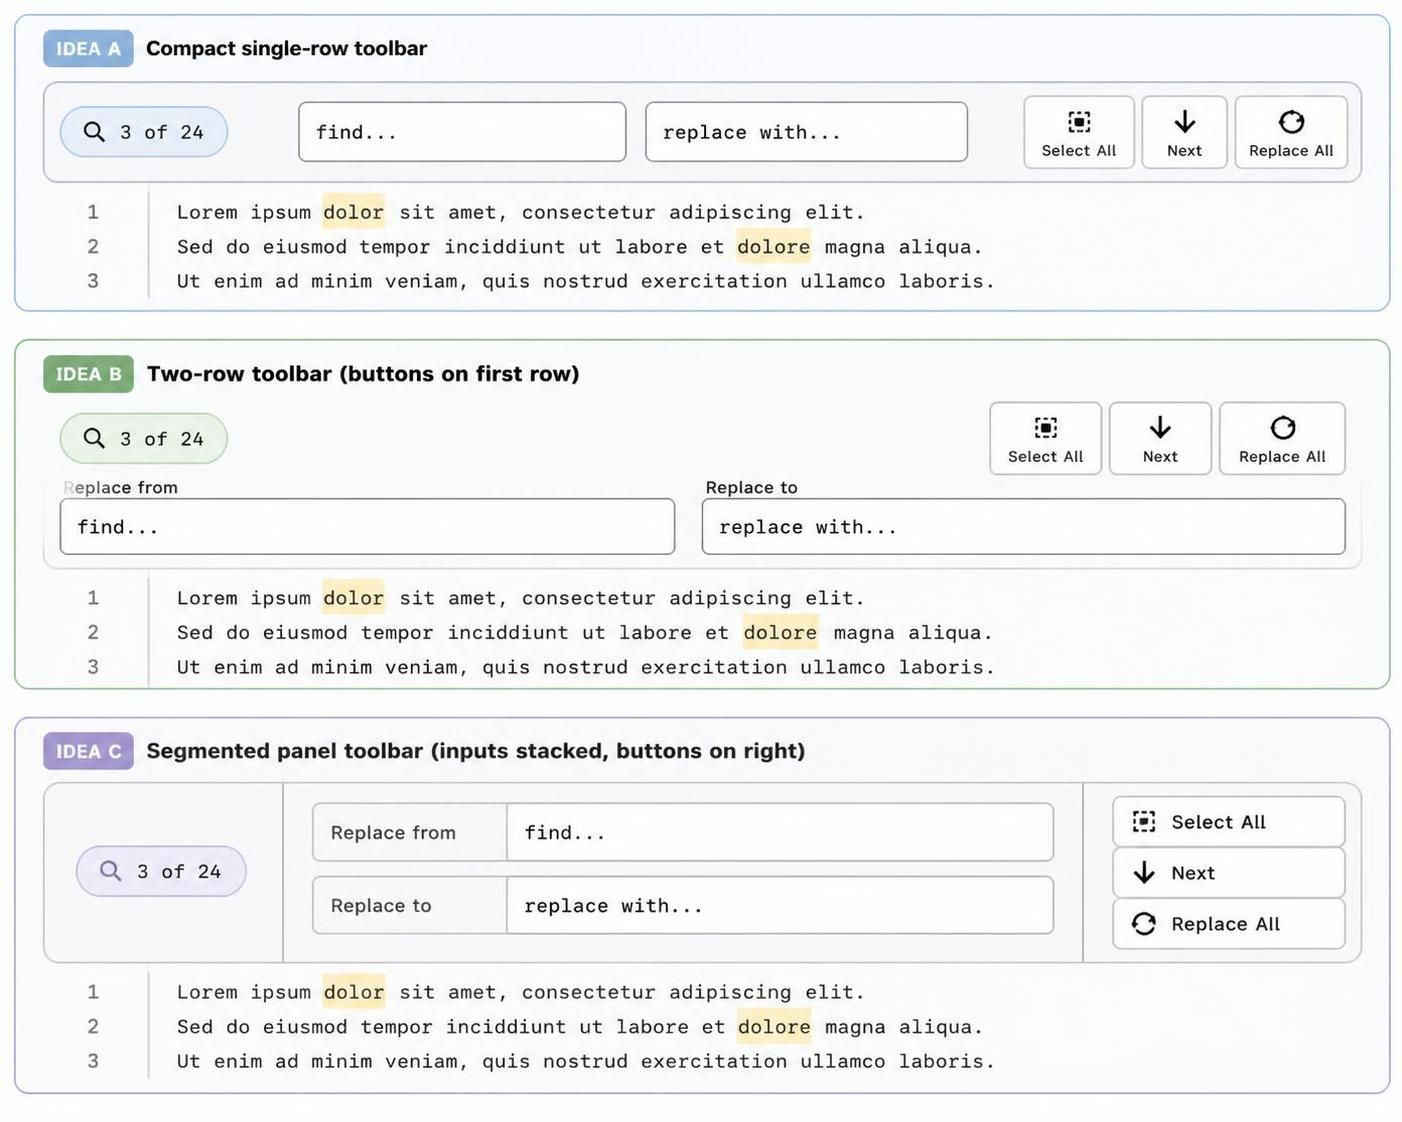 IDEA A Compact single-row toolbar
3 of 24 find... replace with... Select All Next Replace All
1 Lorem ipsum dolor sit amet, consectetur adipiscing elit.
2 Sed do eiusmod tempor inciddiunt ut labore et dolore magna aliqua.
3 Ut enim ad minim veniam, quis nostrud exercitation ullamco laboris.
IDEA B Two-row toolbar (buttons on first row)
3 of 24 Select All Next Replace All
Replace from Replace to
find... replace with...
1 Lorem ipsum dolor sit amet, consectetur adipiscing elit.
2 Sed do eiusmod tempor inciddiunt ut labore et dolore magna aliqua.
3 Ut enim ad minim veniam, quis nostrud exercitation ullamco laboris.
IDEA C Segmented panel toolbar (inputs stacked, buttons on right)
3 of 24
Replace from find...
Replace to replace with...
Select All
Next
Replace All
1 Lorem ipsum dolor sit amet, consectetur adipiscing elit.
2 Sed do eiusmod tempor inciddiunt ut labore et dolore magna aliqua.
3 Ut enim ad minim veniam, quis nostrud exercitation ullamco laboris.